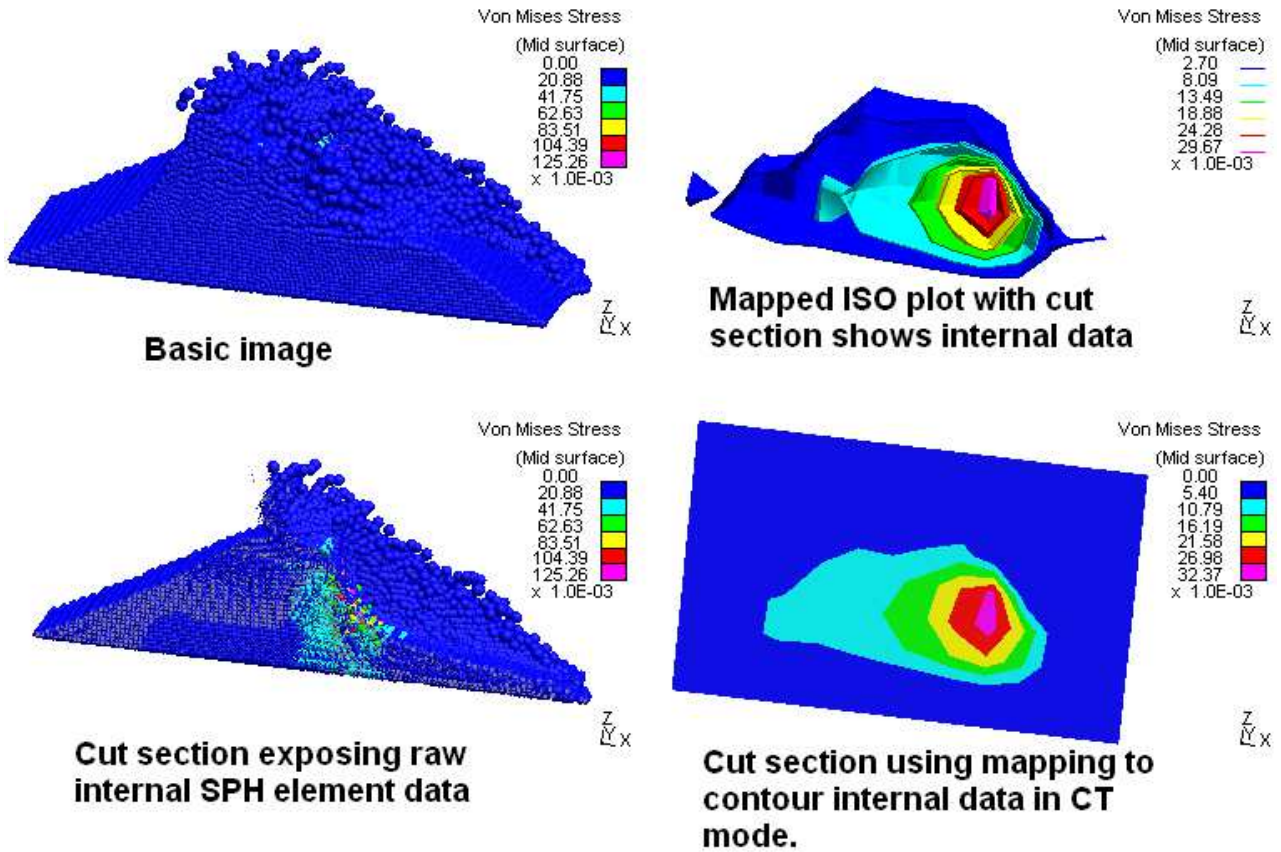 Von Mises Stress
(Mid surface)
0.00
20.88
41.75
62.63
83.51
104.39
125.26
x 1.0E-03
Z
Y X
Basic image
Von Mises Stress
(Mid surface)
2.70
8.09
13.49
18.88
24.28
29.67
x 1.0E-03
Z
Y X
Mapped ISO plot with cut
section shows internal data
Von Mises Stress
(Mid surface)
0.00
20.88
41.75
62.63
83.51
104.39
125.26
x 1.0E-03
Z
Y X
Cut section exposing raw
internal SPH element data
Von Mises Stress
(Mid surface)
0.00
5.40
10.79
16.19
21.58
26.98
32.37
x 1.0E-03
Z
Y X
Cut section using mapping to
contour internal data in CT
mode.